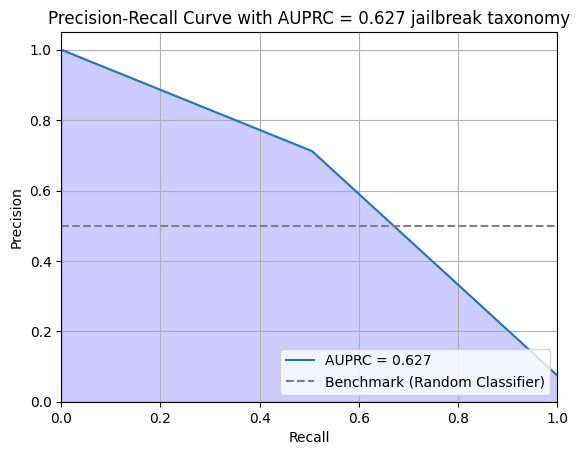 Precision-Recall Curve with AUPRC = 0.627 jailbreak taxonomy
1.0
0.8
0.6
0.4
0.2
0.0
Precision
AUPRC = 0.627
Benchmark (Random Classifier)
0.0 0.2 0.4 0.6 0.8 1.0
Recall